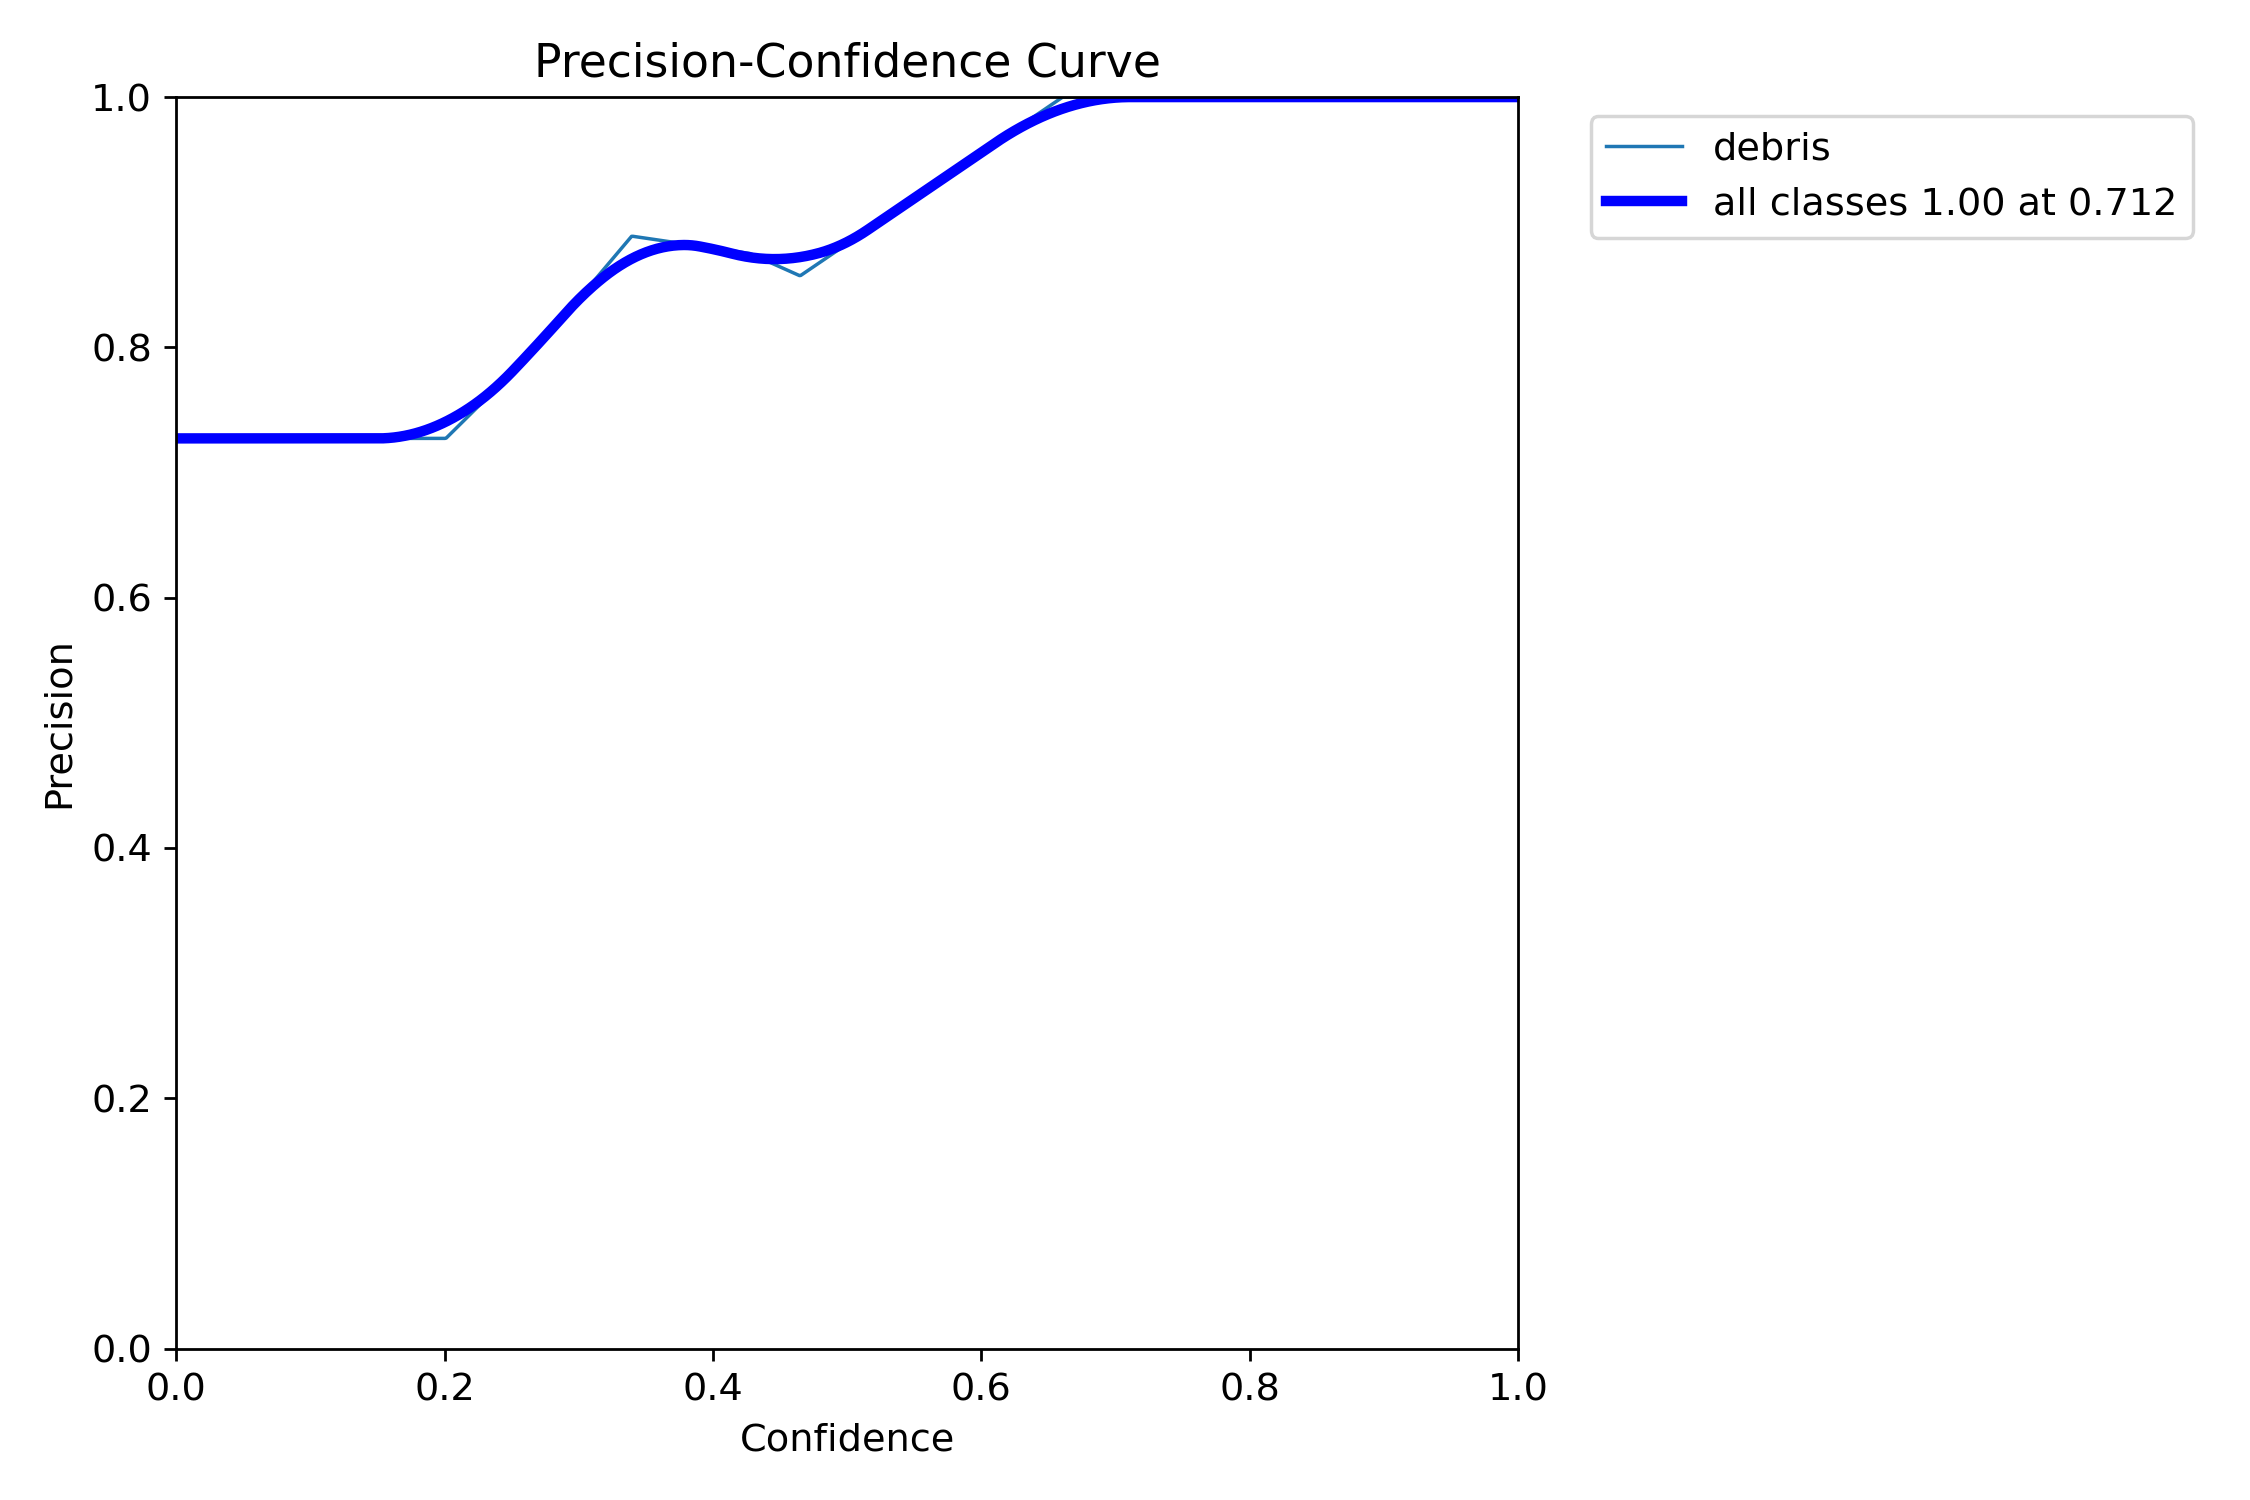 Precision-Confidence Curve
debris
all classes 1.00 at 0.712
1.0
0.8
0.6
0.4
0.2
0.0
Precision
0.0 0.2 0.4 0.6 0.8 1.0
Confidence